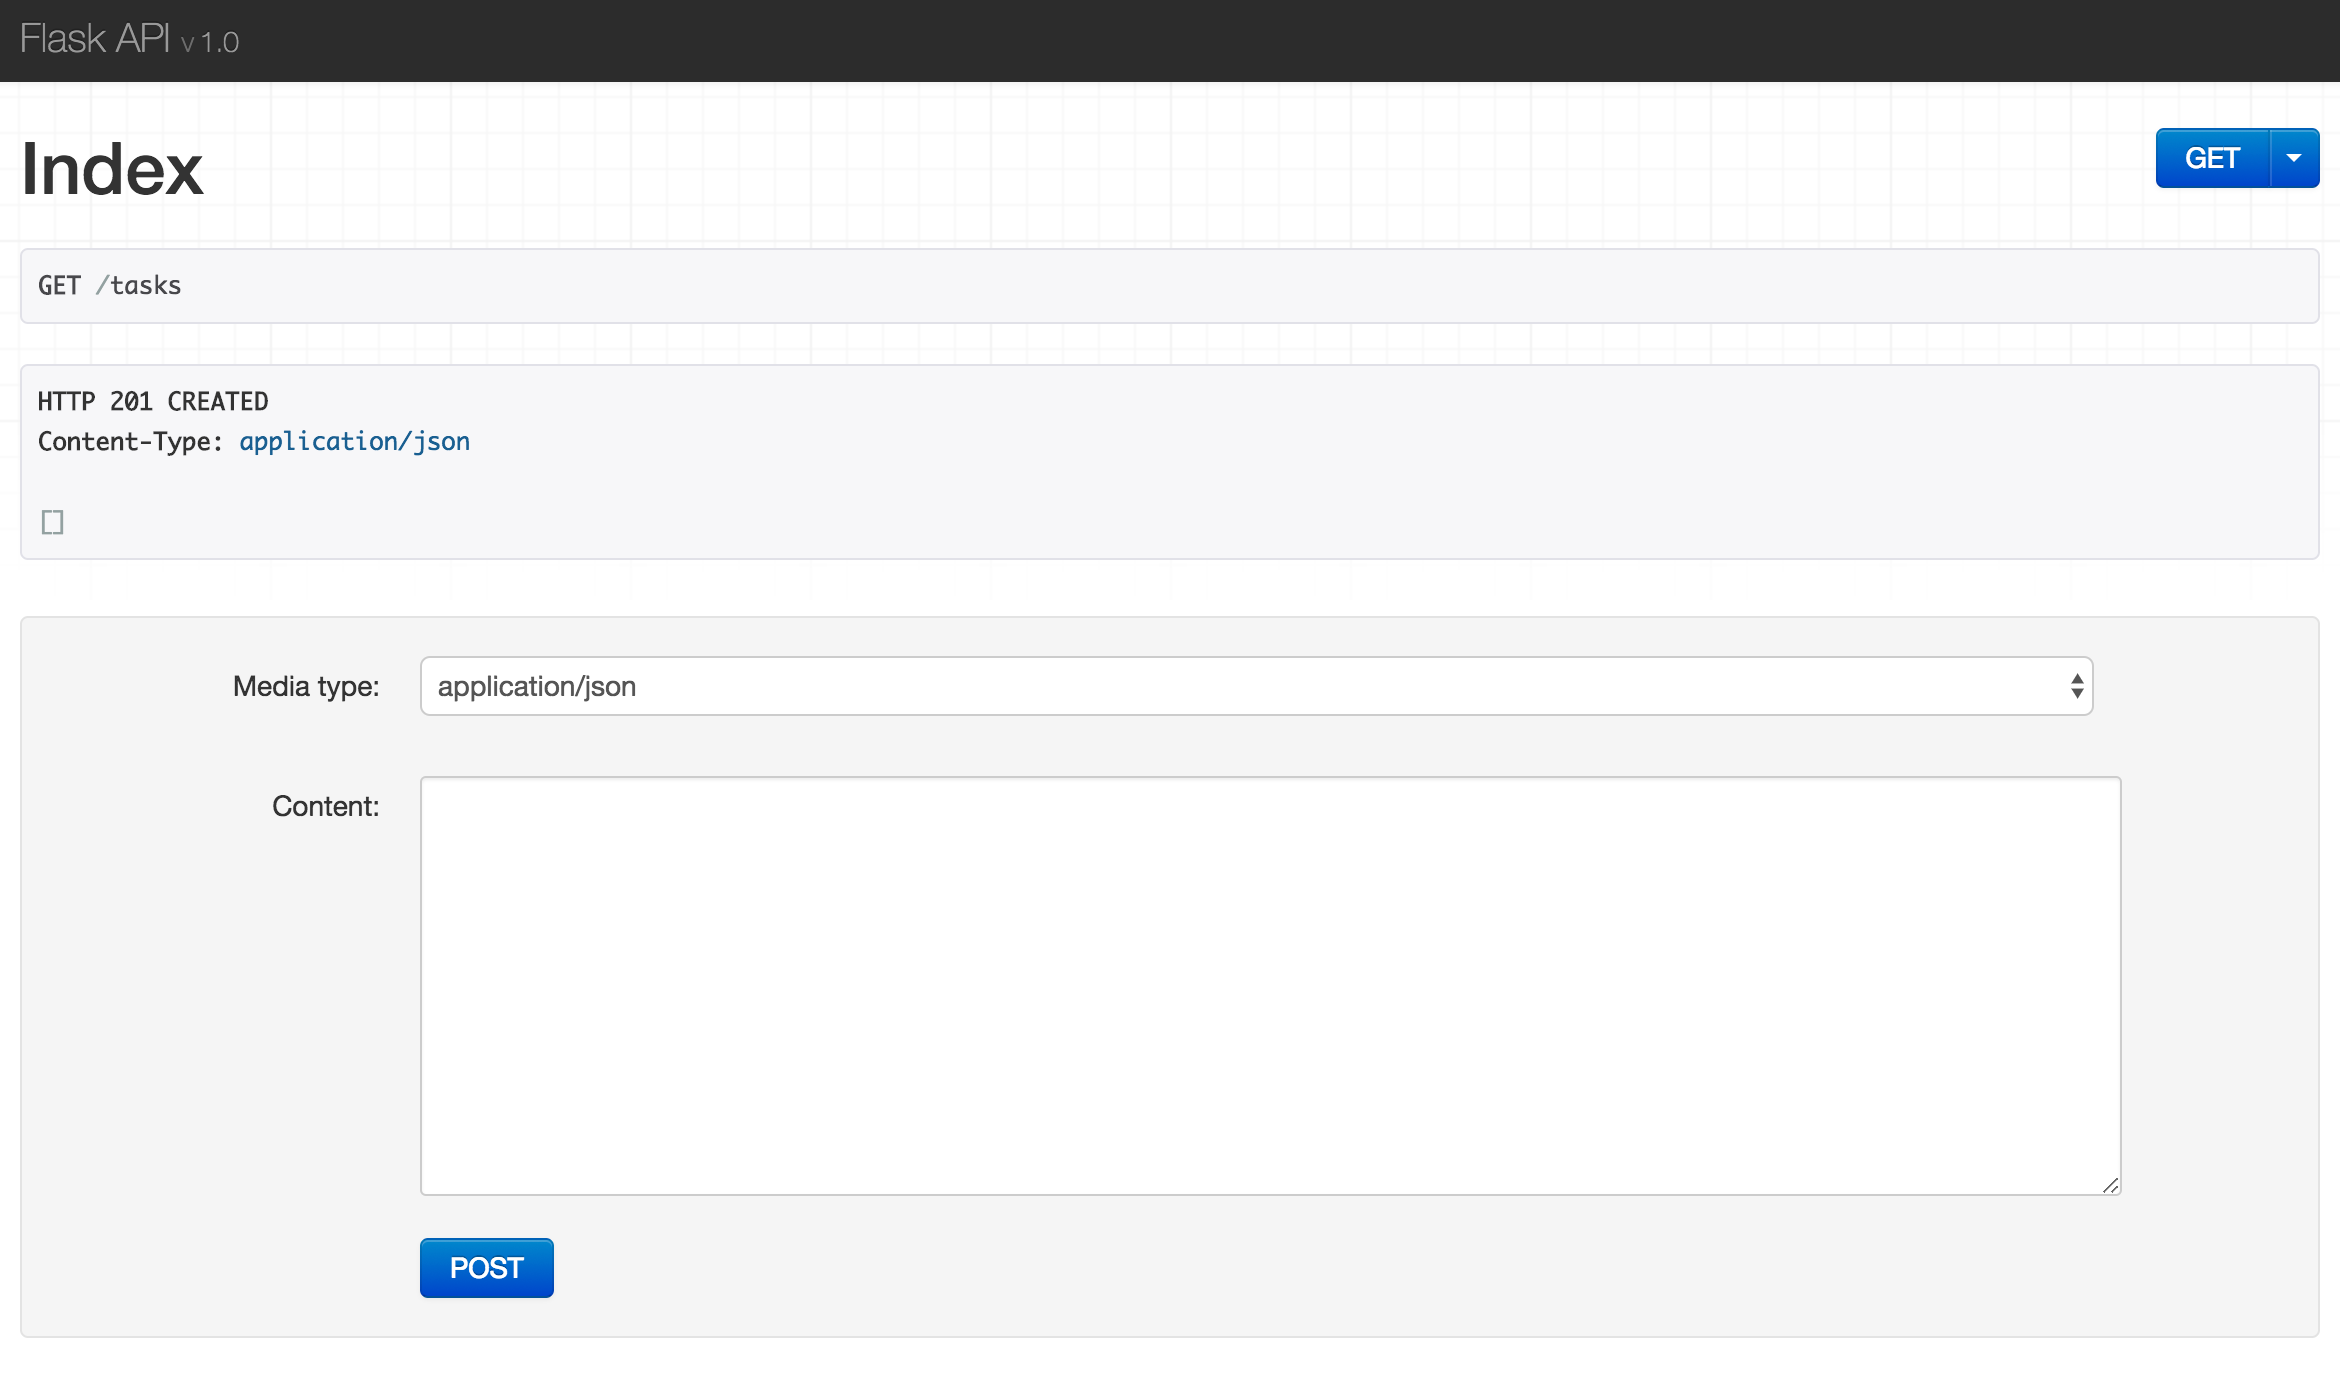 Flask API v 1.0
Index
GET
GET /tasks
HTTP 201 CREATED
Content-Type: application/json
[]
Media type:
application/json
Content:
POST